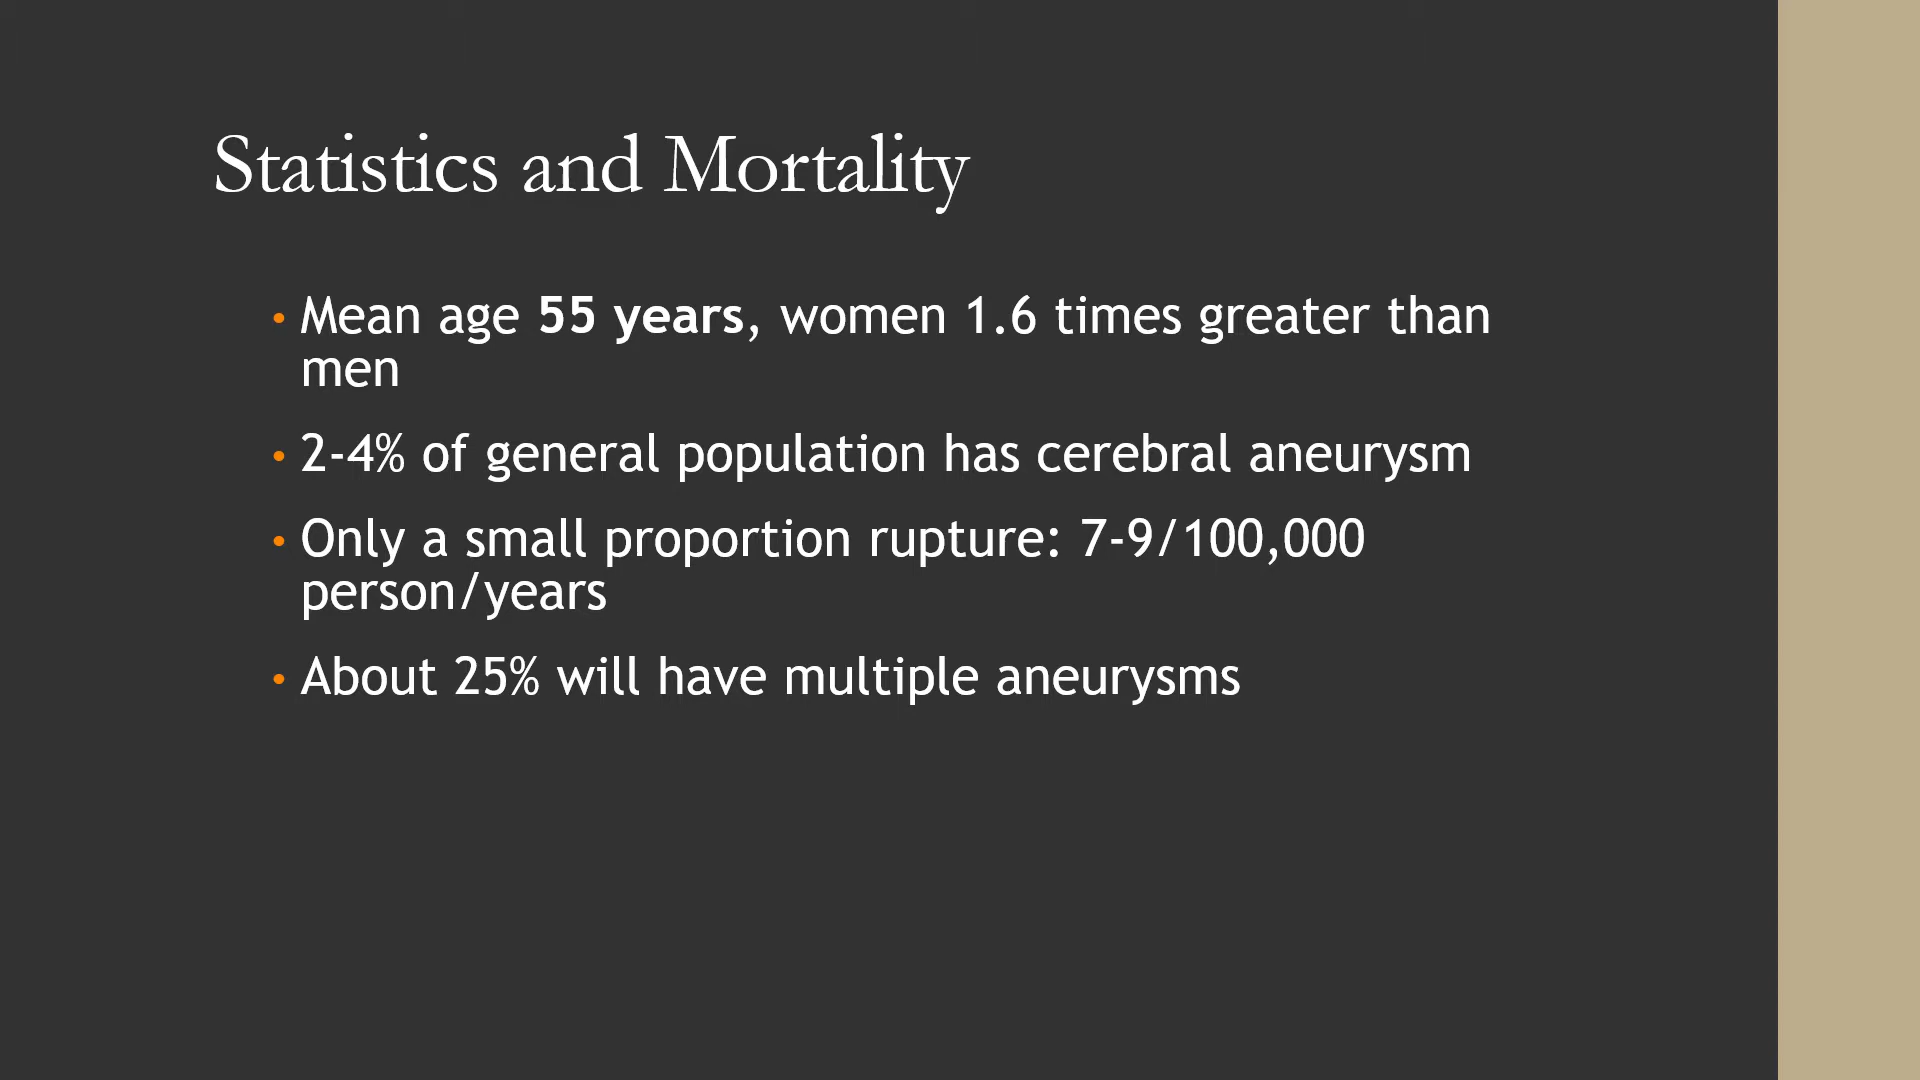 Statistics and Mortality
• Mean age 55 years, women 1.6 times greater than
men
• 2-4% of general population has cerebral aneurysm
• Only a small proportion rupture: 7-9/100,000
person/years
• About 25% will have multiple aneurysms